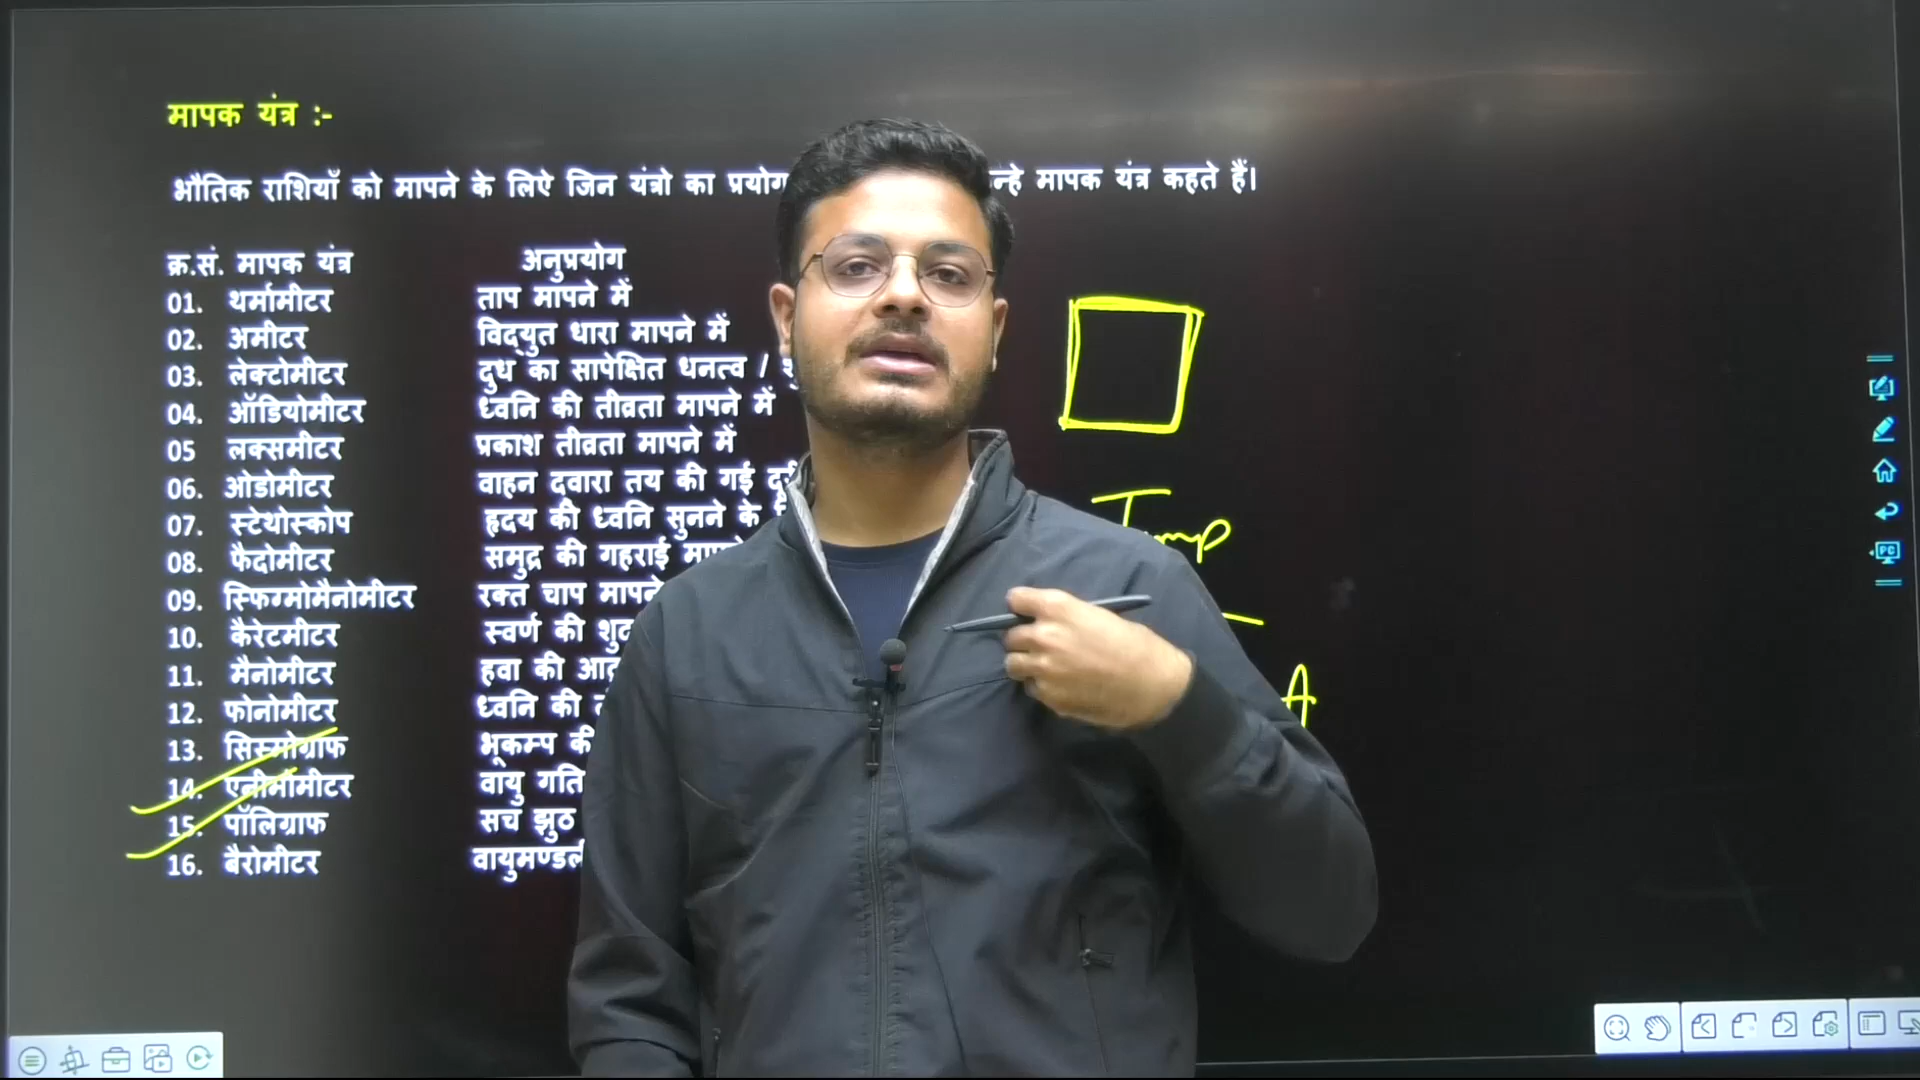 मापक यंत्र :-
भौतिक राशियाँ को मापने के लिऐ जिन यंत्रो का प्रयोग न्हे मापक यंत्र कहते हैं।
क्र.सं. मापक यंत्र अनुप्रयोग
01. थर्मामीटर ताप मापने में
02. अमीटर विद्युत धारा मापने में
03. लेक्टोमीटर दुध का सापेक्षित धनत्व /
04. ऑडियोमीटर ध्वनि की तीव्रता मापने में
05 लक्समीटर प्रकाश तीव्रता मापने में
06. ओडोमीटर वाहन द्वारा तय की गई
07. स्टेथोस्कोप हृदय की ध्वनि सुनने के
Temp
08. फैदोमीटर समुद्र की गहराई
09. स्फिग्मोमैनोमीटर रक्त चाप मापने
10. कैरेटमीटर स्वर्ण की
11. मैनोमीटर हवा की
A
12. फोनोमीटर ध्वनि की
13. सिस्मोग्राफ भूकम्प की
14. एनीमोमीटर वायु गति
15. पॉलिग्राफ सच झुठ
16. बैरोमीटर
PC